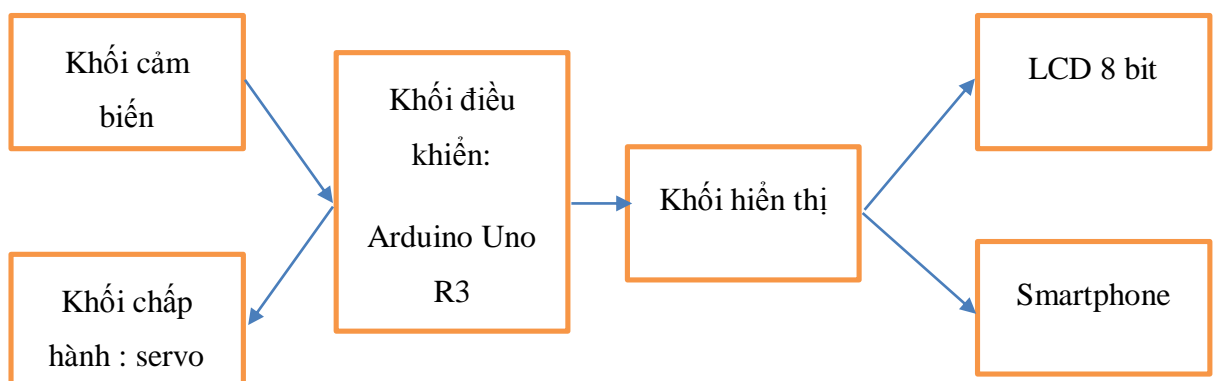 Khối cảm
biến
Khối điều
khiển:
Arduino Uno
R3
Khối chấp
hành : servo
Khối hiển thị
LCD 8 bit
Smartphone